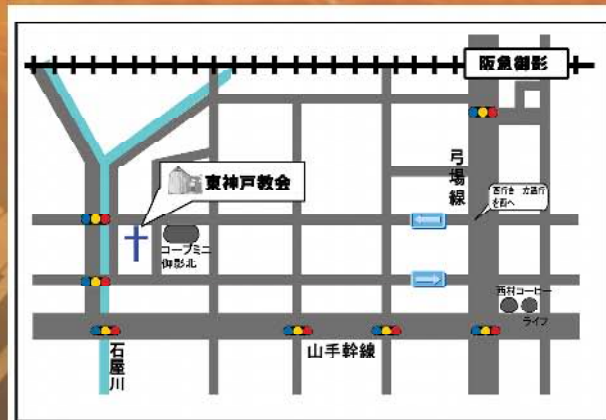 阪急御影
東神戸教会
弓場線
西行き一方通行
を西へ
コープミニ
御影北
西村コーヒー
ライフ
石屋川
山手幹線